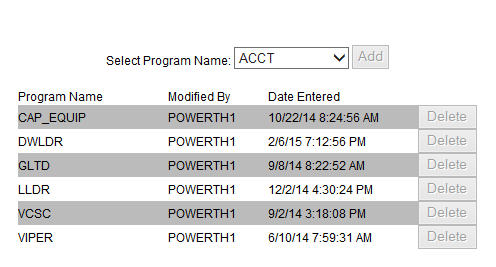 Select Program Name: ACCT Add
Program Name Modified By Date Entered
CAP_EQUIP POWERTH1 10/22/14 8:24:56 AM Delete
DWLDR POWERTH1 2/6/15 7:12:56 PM Delete
GLTD POWERTH1 9/8/14 8:22:52 AM Delete
LLDR POWERTH1 12/2/14 4:30:24 PM Delete
VCSC POWERTH1 9/2/14 3:18:08 PM Delete
VIPER POWERTH1 6/10/14 7:59:31 AM Delete